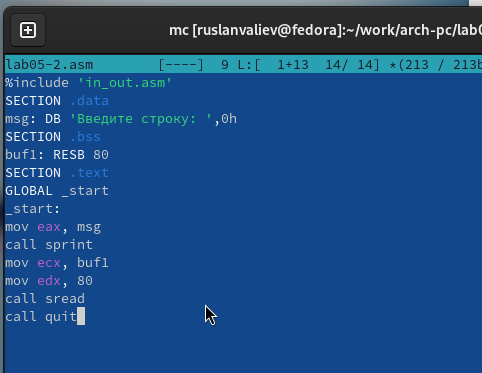 mc [ruslanvaliev@fedora]:~/work/arch-pc/lab0
lab05-2.asm [----] 9 L:[ 1+13 14/ 14] *(213 / 213b
%include 'in_out.asm'
SECTION .data
msg: DB 'Введите строку: ',0h
SECTION .bss
buf1: RESB 80
SECTION .text
GLOBAL _start
_start:
mov eax, msg
call sprint
mov ecx, buf1
mov edx, 80
call sread
call quit